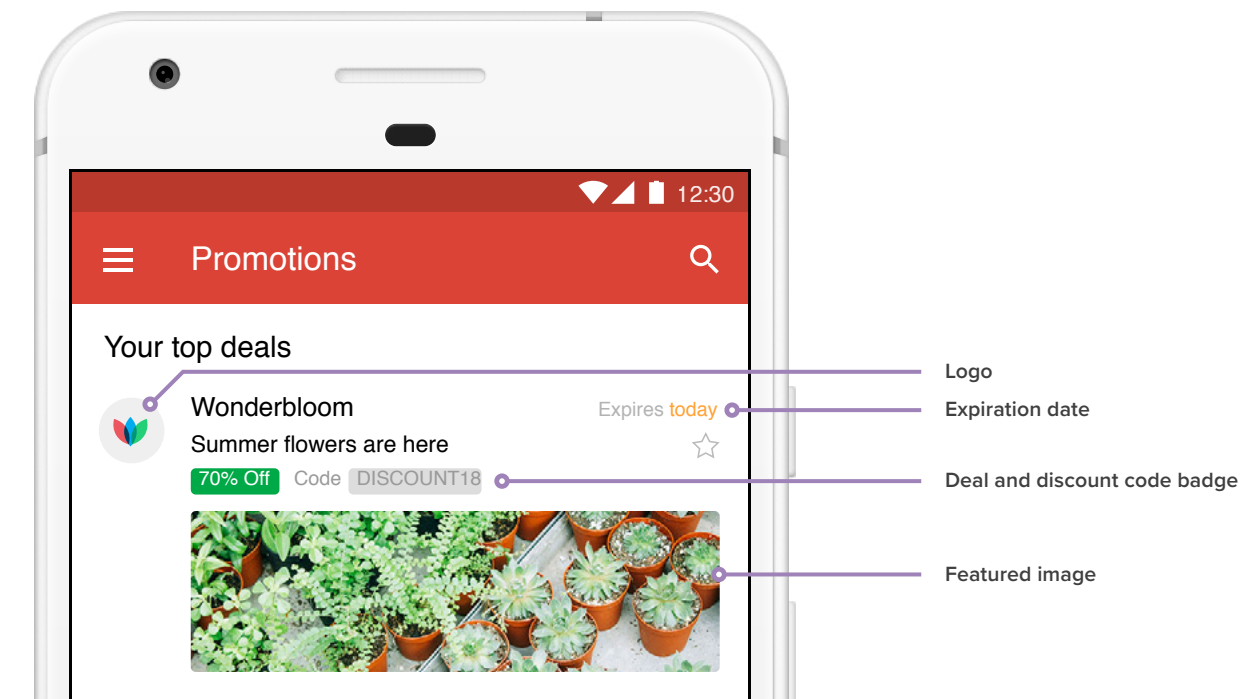 12:30
Promotions
Your top deals
Logo
Wonderbloom
Expires today
Expiration date
Summer flowers are here
70% Off Code DISCOUNT18
Deal and discount code badge
Featured image